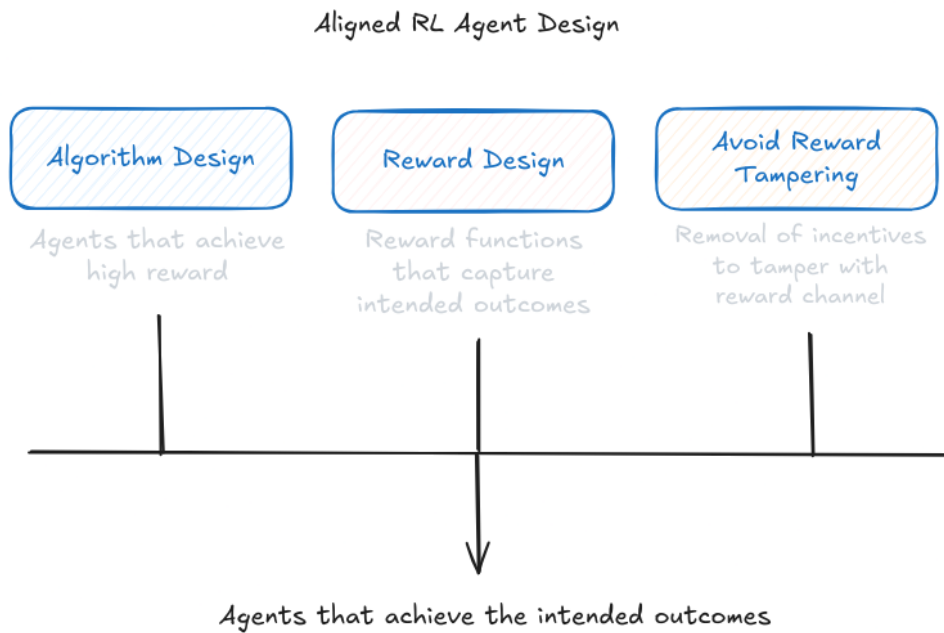 Aligned RL Agent Design
Algorithm Design
Agents that achieve
high reward
Reward Design
Reward functions
that capture
intended outcomes
Avoid Reward
Tampering
Removal of incentives
to tamper with
reward channel
Agents that achieve the intended outcomes